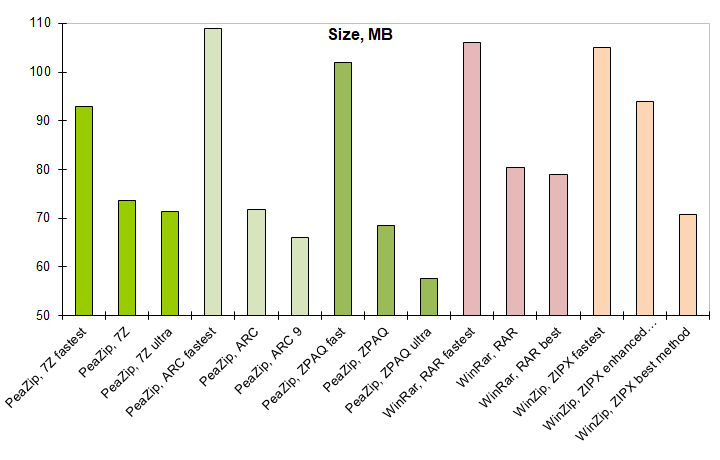 Size, MB
110
100
90
80
70
60
50
PeaZip, 7Z fastest
PeaZip, 7Z
PeaZip, 7Z ultra
PeaZip, ARC fastest
PeaZip, ARC
PeaZip, ARC 9
PeaZip, ZPAQ fast
PeaZip, ZPAQ
PeaZip, ZPAQ ultra
WinRar, RAR fastest
WinRar, RAR
WinRar, RAR best
WinZip, ZIPX fastest
WinZip, ZIPX enhanced...
WinZip, ZIPX best method